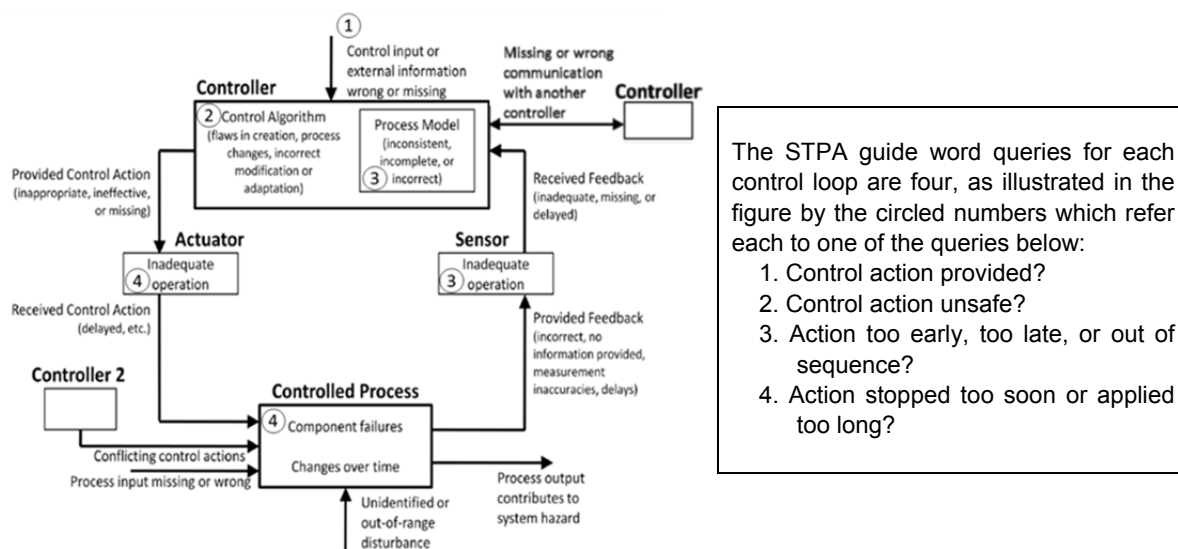 ①
Control input or
external information
wrong or missing
Missing or wrong
communication
with another
controller
Controller
Controller
② Control Algorithm
(flaws in creation, process
changes, incorrect
modification or
adaptation)
Process Model
(inconsistent,
incomplete, or
③ incorrect)
Provided Control Action
(inappropriate, ineffective,
or missing)
Received Feedback
(inadequate, missing, or
delayed)
Actuator
Inadequate
④ operation
Sensor
Inadequate
③ operation
Received Control Action
(delayed, etc.)
Provided Feedback
(incorrect, no
information provided,
measurement
inaccuracies, delays)
Controller 2
Controlled Process
④ Component failures
Changes over time
Conflicting control actions
Process input missing or wrong
Process output
contributes to
system hazard
Unidentified or
out-of-range
disturbance
The STPA guide word queries for each
control loop are four, as illustrated in the
figure by the circled numbers which refer
each to one of the queries below:
1. Control action provided?
2. Control action unsafe?
3. Action too early, too late, or out of
sequence?
4. Action stopped too soon or applied
too long?